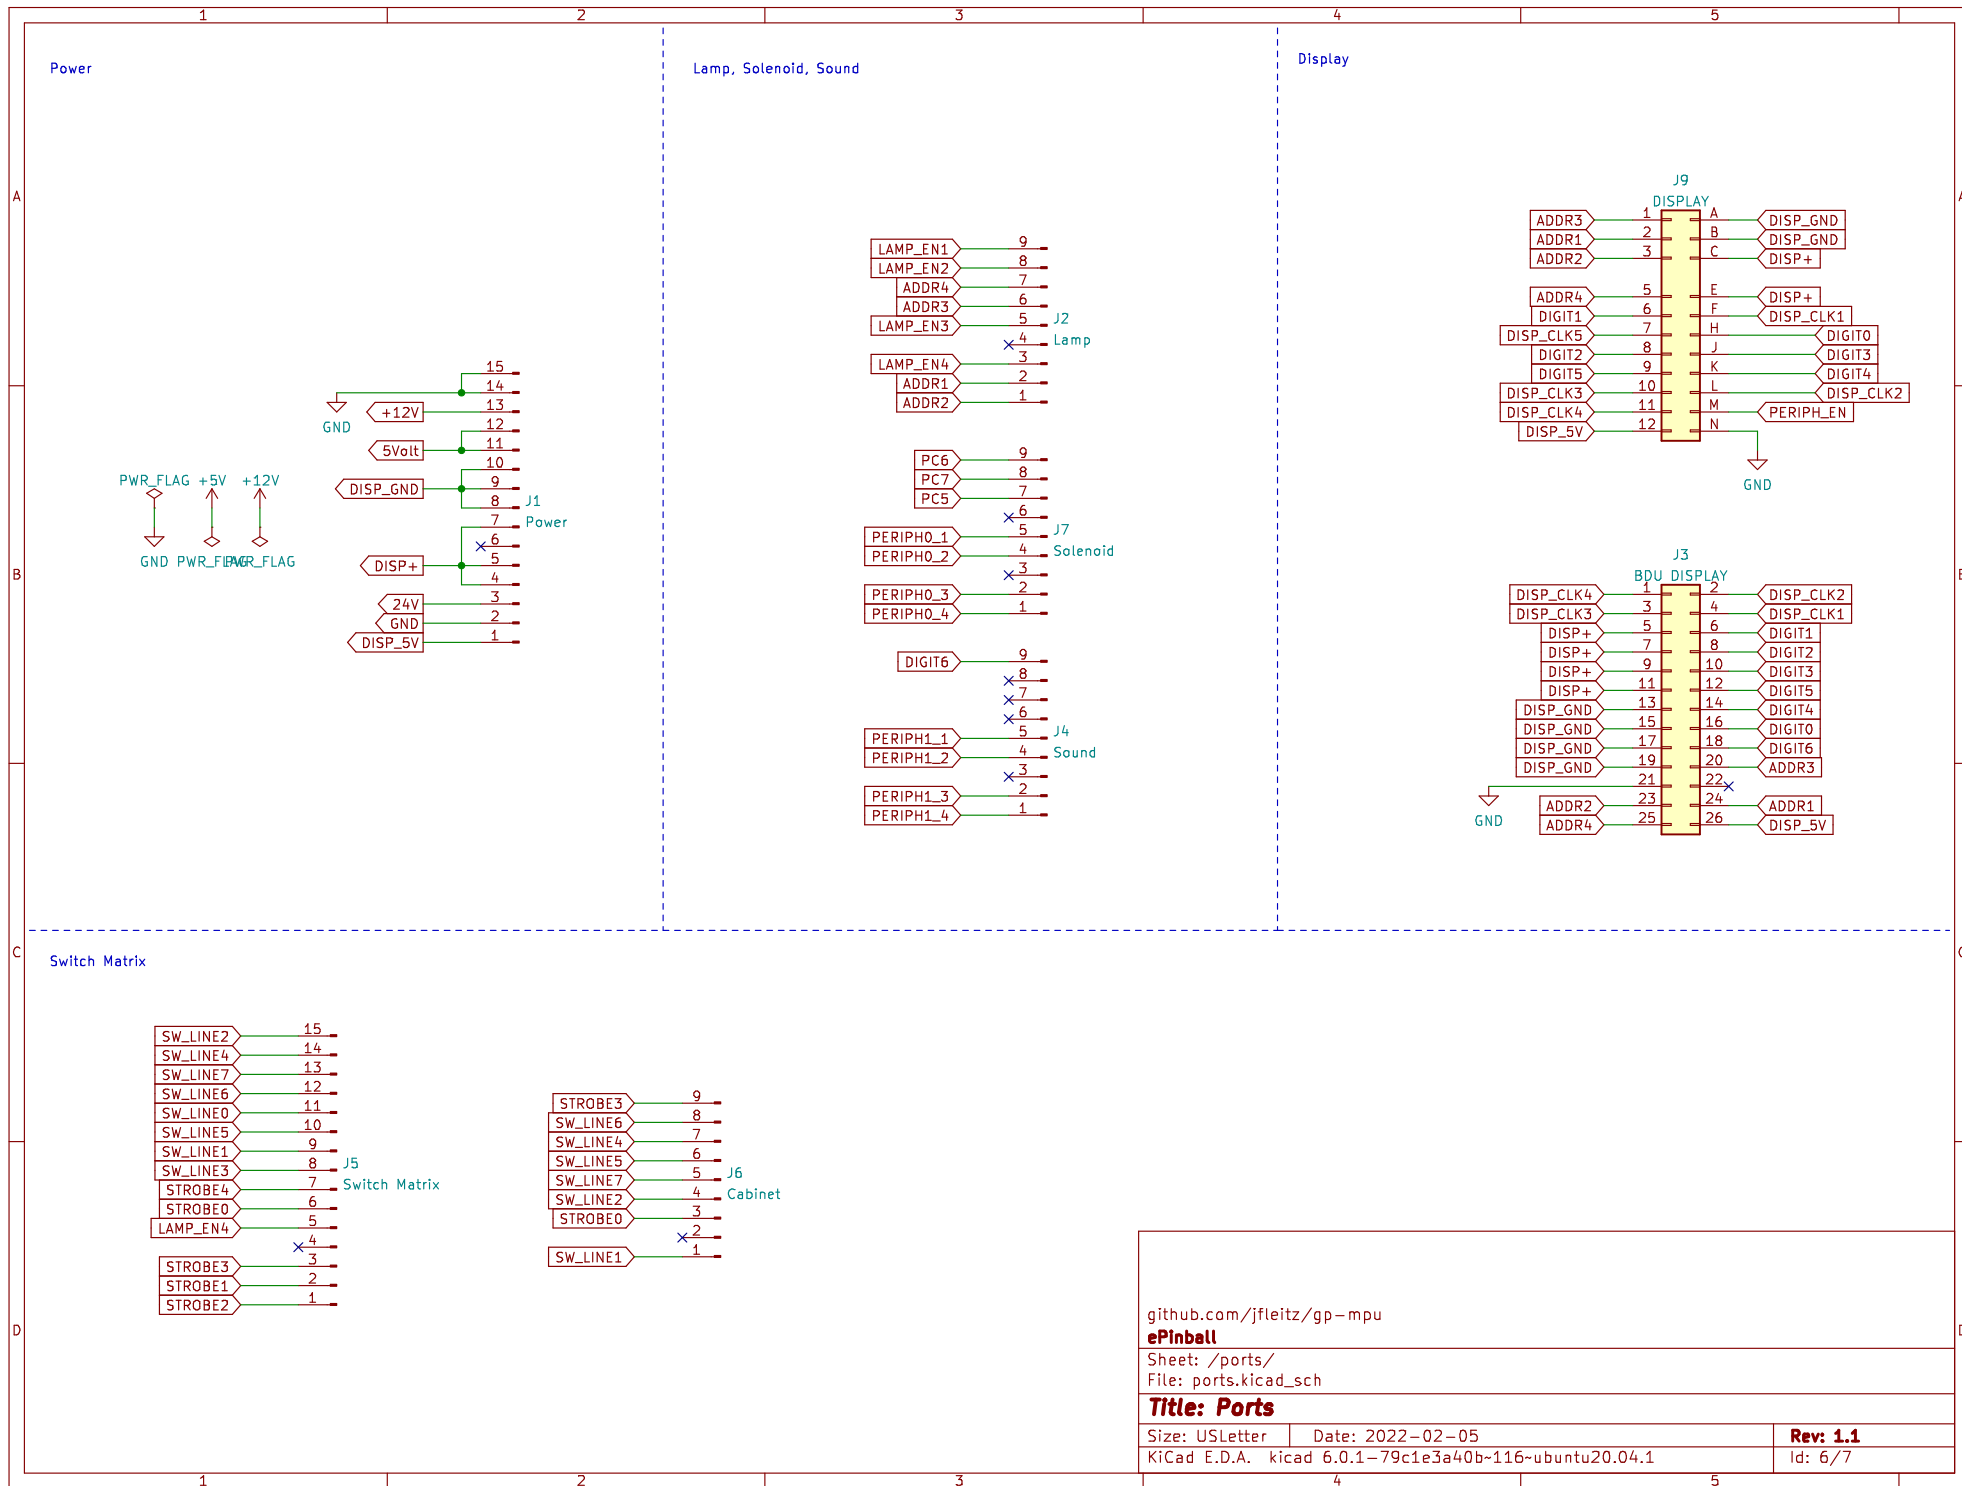 1 2 3 4 5
Power
Lamp, Solenoid, Sound
Display
A
B
C
D
15
14
GND
+12V 13
12
5Volt 11
10
DISP_GND 9
8
J1
Power
7
6
DISP+ 5
4
24V 3
GND 2
DISP_5V 1
PWR_FLAG +5V +12V
GND PWR_FLAG PWR_FLAG
LAMP_EN1 9
LAMP_EN2 8
ADDR4 7
ADDR3 6
LAMP_EN3 5
J2
Lamp
4
LAMP_EN4 3
ADDR1 2
ADDR2 1
PC6 9
PC7 8
PC5 7
6
PERIPH0_1 5
J7
Solenoid
PERIPH0_2 4
3
PERIPH0_3 2
PERIPH0_4 1
DIGIT6 9
8
7
6
PERIPH1_1 5
J4
Sound
PERIPH1_2 4
3
PERIPH1_3 2
PERIPH1_4 1
J9
DISPLAY
ADDR3 1 A DISP_GND
ADDR1 2 B DISP_GND
ADDR2 3 C DISP+
ADDR4 5 E DISP+
DIGIT1 6 F DISP_CLK1
DISP_CLK5 7 H DIGIT0
DIGIT2 8 J DIGIT3
DIGIT5 9 K DIGIT4
DISP_CLK3 10 L DISP_CLK2
DISP_CLK4 11 M PERIPH_EN
DISP_5V 12 N
GND
J3
BDU DISPLAY
DISP_CLK4 1 2 DISP_CLK2
DISP_CLK3 3 4 DISP_CLK1
DISP+ 5 6 DIGIT1
DISP+ 7 8 DIGIT2
DISP+ 9 10 DIGIT3
DISP+ 11 12 DIGIT5
DISP_GND 13 14 DIGIT4
DISP_GND 15 16 DIGIT0
DISP_GND 17 18 DIGIT6
DISP_GND 19 20 ADDR3
21 22
GND
ADDR2 23 24 ADDR1
ADDR4 25 26 DISP_5V
Switch Matrix
SW_LINE2 15
SW_LINE4 14
SW_LINE7 13
SW_LINE6 12
SW_LINE0 11
SW_LINE5 10
SW_LINE1 9
SW_LINE3 8
J5
Switch Matrix
STROBE4 7
STROBE0 6
LAMP_EN4 5
4
STROBE3 3
STROBE1 2
STROBE2 1
STROBE3 9
SW_LINE6 8
SW_LINE4 7
SW_LINE5 6
SW_LINE7 5
J6
Cabinet
SW_LINE2 4
STROBE0 3
2
SW_LINE1 1
github.com/jfleitz/gp-mpu
ePinball
Sheet: /ports/
File: ports.kicad_sch
Title: Ports
Size: USLetter Date: 2022-02-05 Rev: 1.1
KiCad E.D.A. kicad 6.0.1-79c1e3a40b~116~ubuntu20.04.1 Id: 6/7
1 2 3 4 5